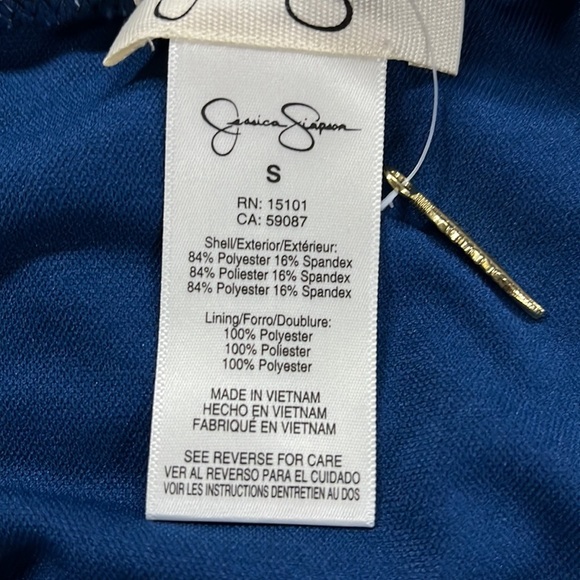 Jessica Simpson
S
RN: 15101
CA: 59087
Shell/Exterior/Extérieur:
84% Polyester 16% Spandex
84% Poliester 16% Spandex
84% Polyester 16% Spandex
Lining/Forro/Doublure:
100% Polyester
100% Poliester
100% Polyester
MADE IN VIETNAM
HECHO EN VIETNAM
FABRIQUÉ EN VIETNAM
SEE REVERSE FOR CARE
VER AL REVERSO PARA EL CUIDADO
VOIR LES INSTRUCTIONS DENTRETIEN AU DOS